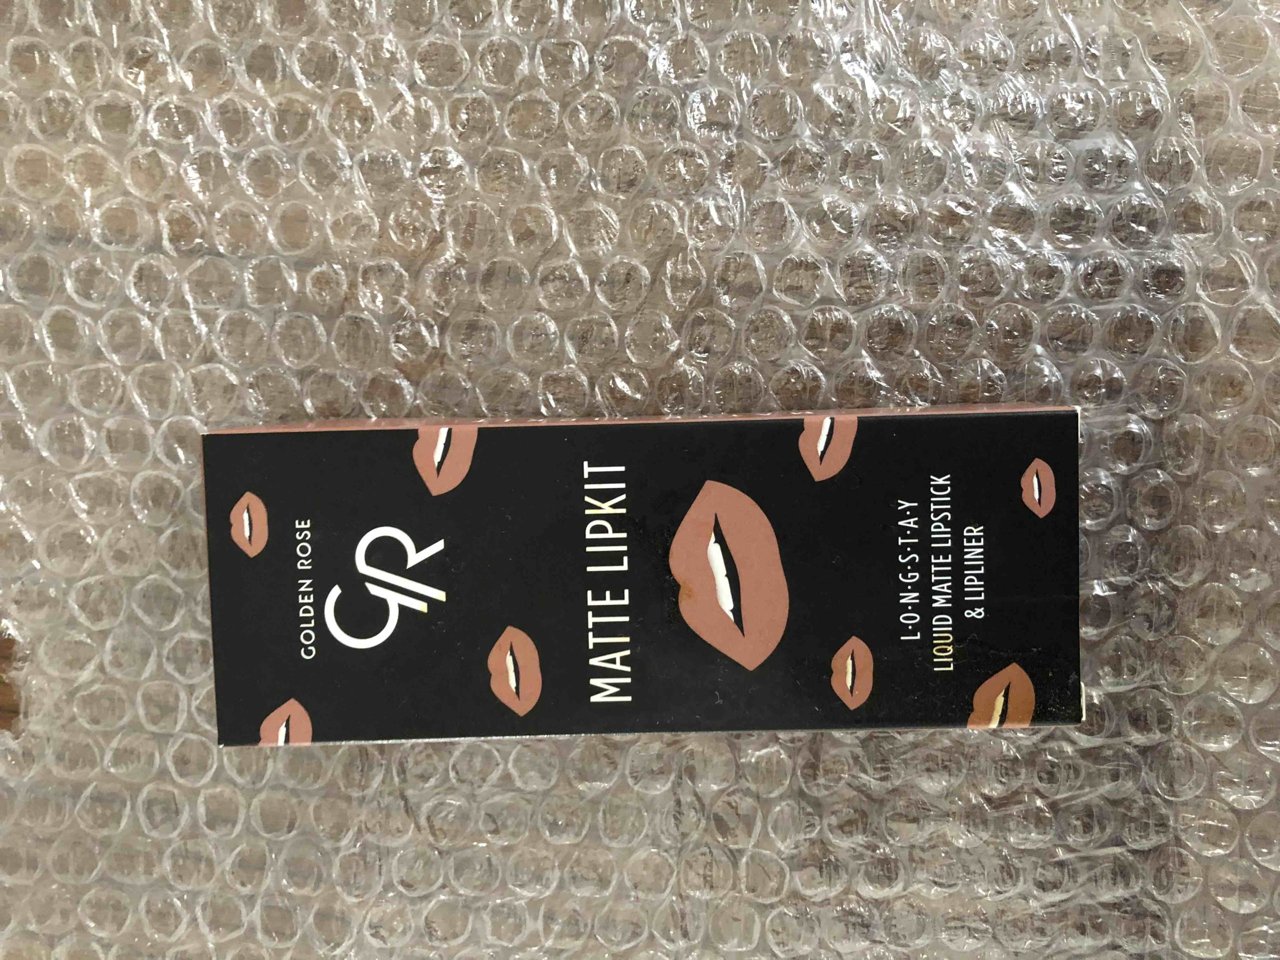 GOLDEN ROSE
GR
MATTE LIPKIT
L·O·N·G·S·T·A·Y
LIQUID MATTE LIPSTICK
& LIPLINER